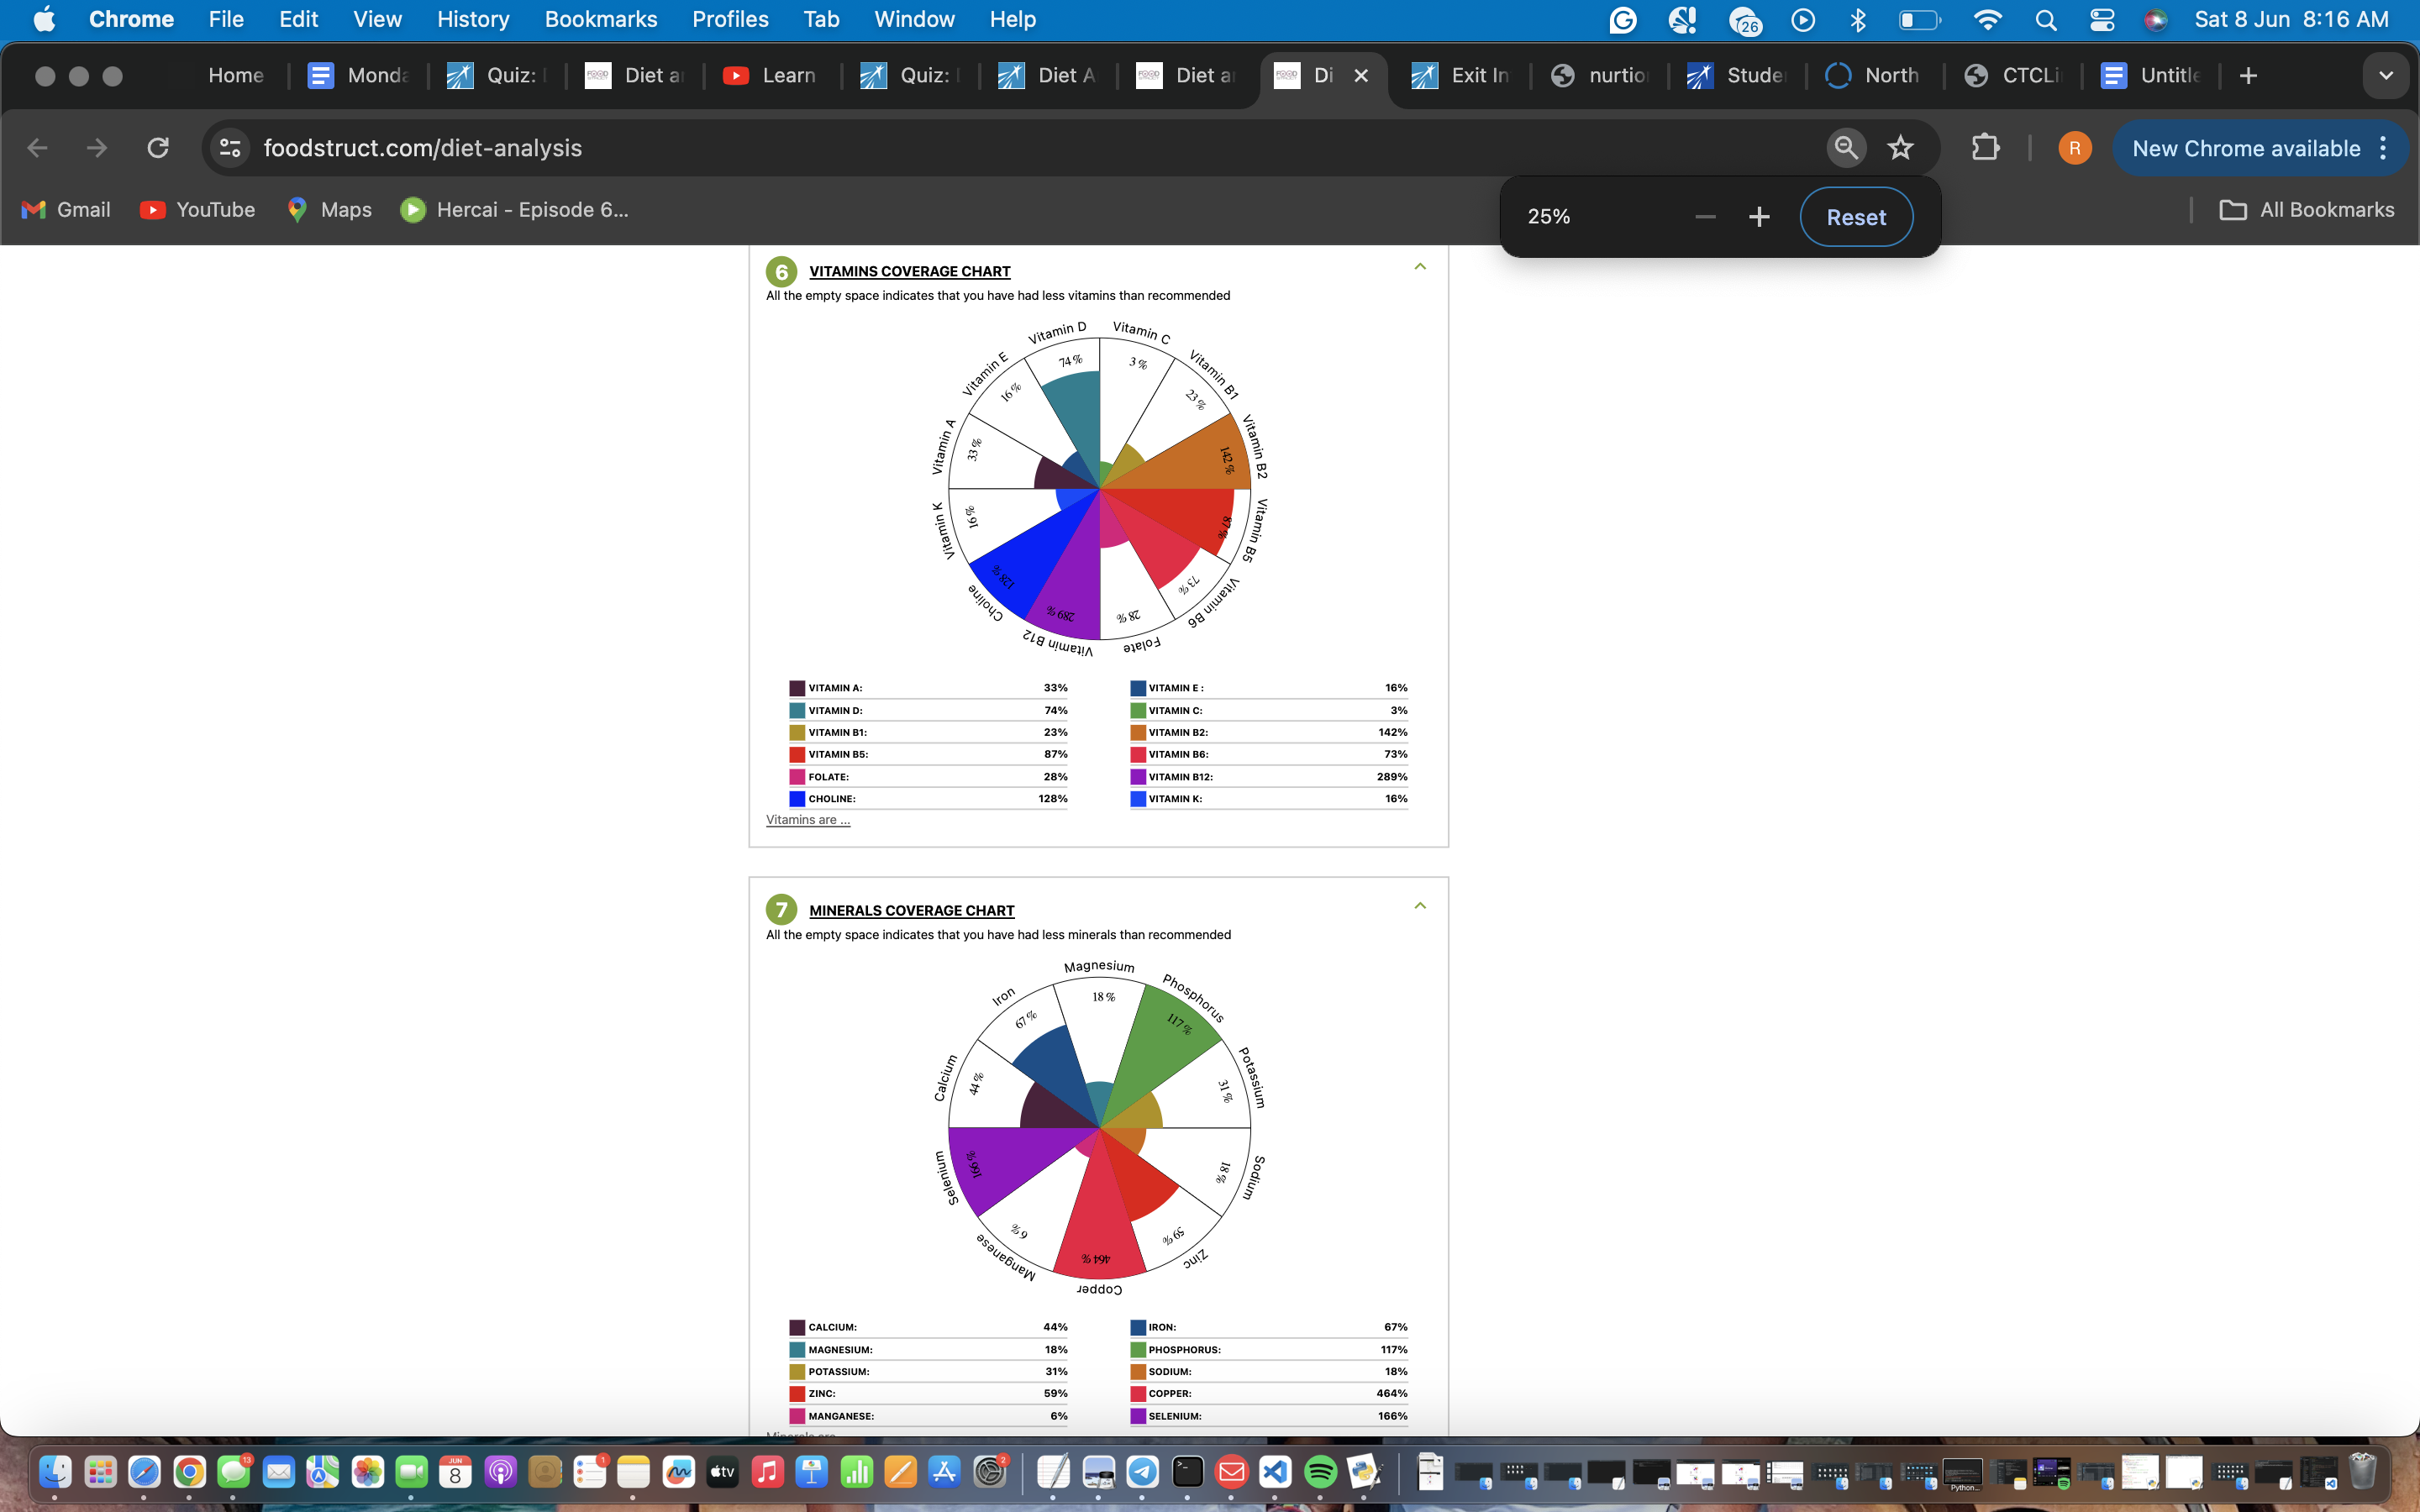 Chrome File Edit View History Bookmarks Profiles Tab Window Help 26 Sat 8 Jun 8:16 AM
Home Monda Quiz: Diet a Learn Quiz: Diet A Diet a Di Exit In nurtio Stude North CTCLi Untitle
foodstruct.com/diet-analysis R New Chrome available
Gmail YouTube Maps Hercai - Episode 6... All Bookmarks
25% Reset
6 VITAMINS COVERAGE CHART
All the empty space indicates that you have had less vitamins than recommended
Vitamin D Vitamin C
74% 3%
Vitamin E Vitamin B1
16% 23%
Vitamin A Vitamin B2
33% 142%
Vitamin K Vitamin B5
16% 87%
Choline Vitamin B6
128% 73%
Vitamin B12 Folate
289% 28%
VITAMIN A: 33% VITAMIN E : 16%
VITAMIN D: 74% VITAMIN C: 3%
VITAMIN B1: 23% VITAMIN B2: 142%
VITAMIN B5: 87% VITAMIN B6: 73%
FOLATE: 28% VITAMIN B12: 289%
CHOLINE: 128% VITAMIN K: 16%
Vitamins are ...
7 MINERALS COVERAGE CHART
All the empty space indicates that you have had less minerals than recommended
Magnesium
18%
Iron Phosphorus
67% 117%
Calcium Potassium
44% 31%
Selenium Sodium
166% 18%
Manganese Zinc
6% 59%
464%
Copper
CALCIUM: 44% IRON: 67%
MAGNESIUM: 18% PHOSPHORUS: 117%
POTASSIUM: 31% SODIUM: 18%
ZINC: 59% COPPER: 464%
MANGANESE: 6% SELENIUM: 166%
13 JUN 8 1 tv 2 Python...